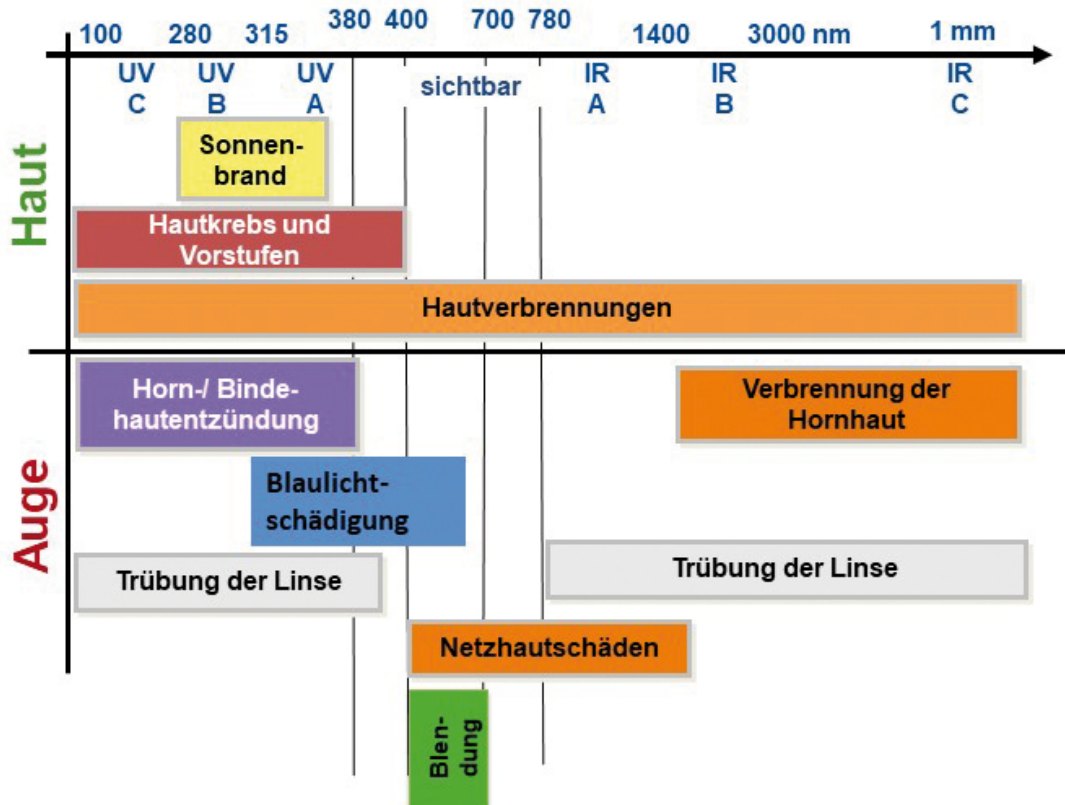 100 280 315 380 400 700 780 1400 3000 nm 1 mm
UV UV UV sichtbar IR IR IR
C B A A B C
Haut
Sonnen-
brand
Hautkrebs und
Vorstufen
Hautverbrennungen
Auge
Horn-/ Binde-
hautentzündung
Verbrennung der
Hornhaut
Blaulicht-
schädigung
Trübung der Linse
Trübung der Linse
Netzhautschäden
Blen-
dung